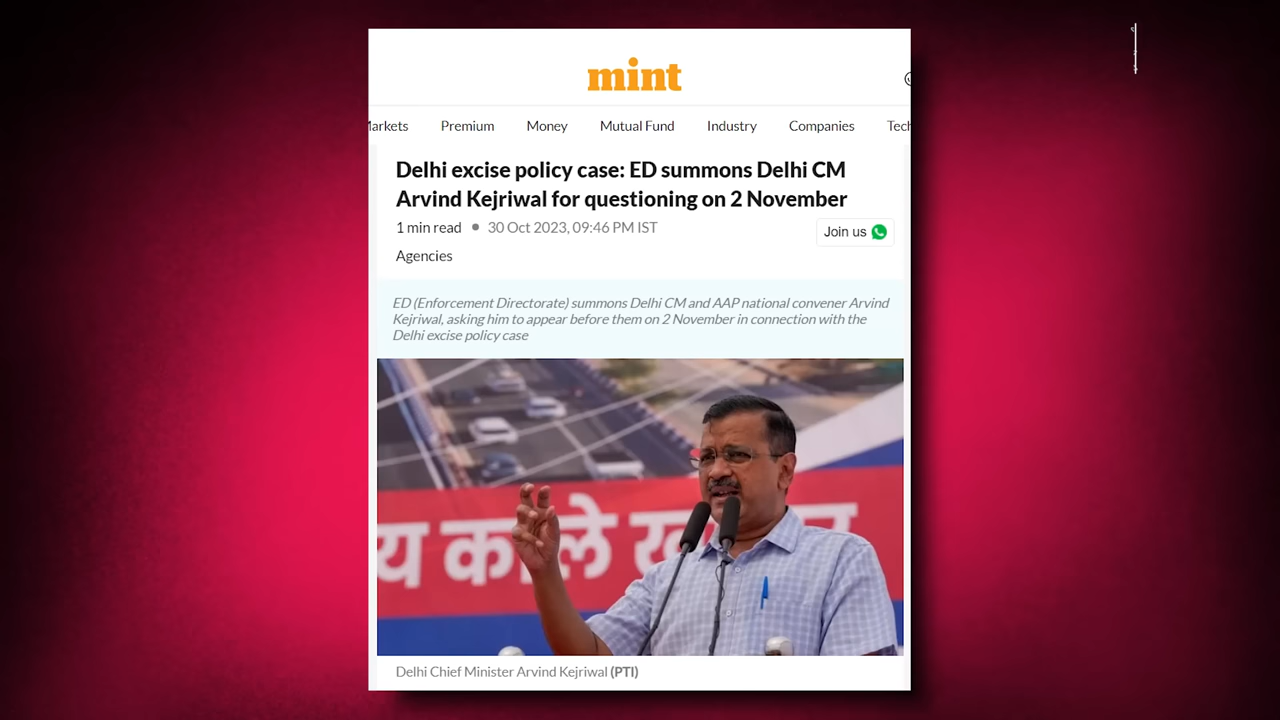 mint
Markets Premium Money Mutual Fund Industry Companies Tech
Delhi excise policy case: ED summons Delhi CM
Arvind Kejriwal for questioning on 2 November
1 min read • 30 Oct 2023, 09:46 PM IST
Join us
Agencies
ED (Enforcement Directorate) summons Delhi CM and AAP national convener Arvind
Kejriwal, asking him to appear before them on 2 November in connection with the
Delhi excise policy case
काले
Delhi Chief Minister Arvind Kejriwal (PTI)